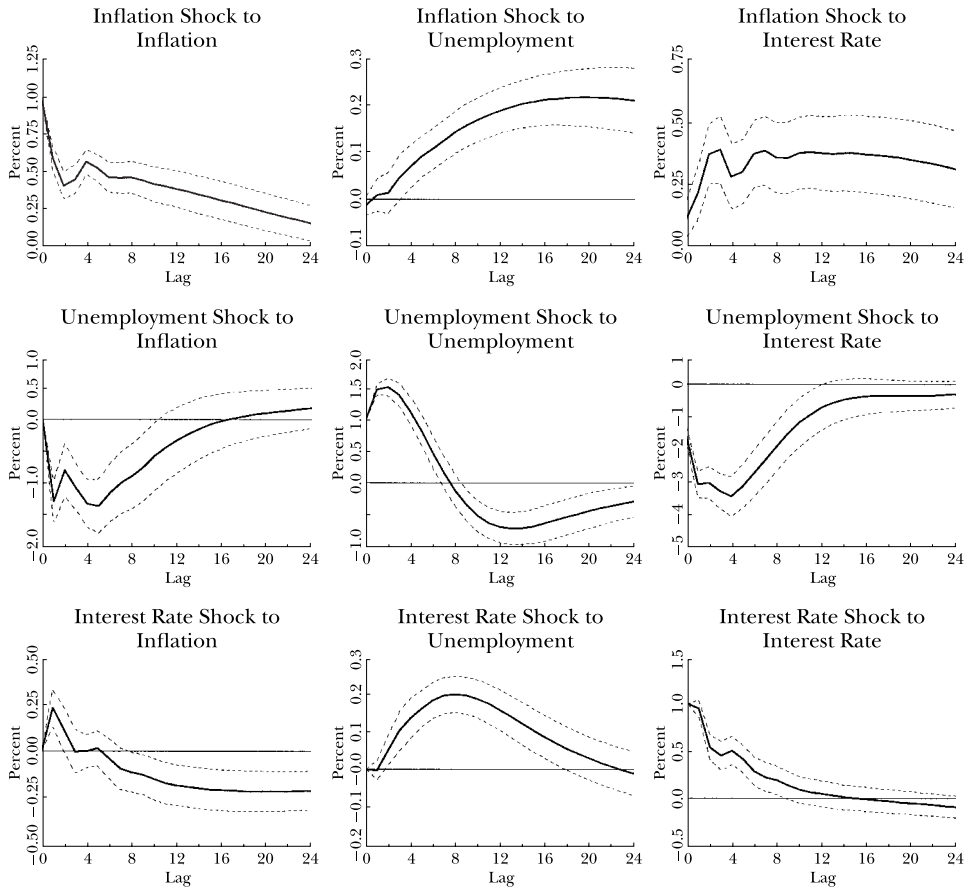 Inflation Shock to
Inflation
Percent
1.25
1.00
0.75
0.50
0.25
0.00
0 4 8 12 16 20 24
Lag
Inflation Shock to
Unemployment
Percent
0.3
0.2
0.1
0.0
−0.1
0 4 8 12 16 20 24
Lag
Inflation Shock to
Interest Rate
Percent
0.75
0.50
0.25
0.00
0 4 8 12 16 20 24
Lag
Unemployment Shock to
Inflation
Percent
1.0
0.5
0.0
−1.0
−2.0
0 4 8 12 16 20 24
Lag
Unemployment Shock to
Unemployment
Percent
2.0
1.5
1.0
0.5
0.0
−1.0
0 4 8 12 16 20 24
Lag
Unemployment Shock to
Interest Rate
Percent
1
0
−1
−2
−3
−4
−5
0 4 8 12 16 20 24
Lag
Interest Rate Shock to
Inflation
Percent
0.50
0.25
0.00
−0.25
−0.50
0 4 8 12 16 20 24
Lag
Interest Rate Shock to
Unemployment
Percent
0.3
0.2
0.1
−0.0
−0.1
−0.2
0 4 8 12 16 20 24
Lag
Interest Rate Shock to
Interest Rate
Percent
1.5
1.0
0.5
0.0
−0.5
0 4 8 12 16 20 24
Lag